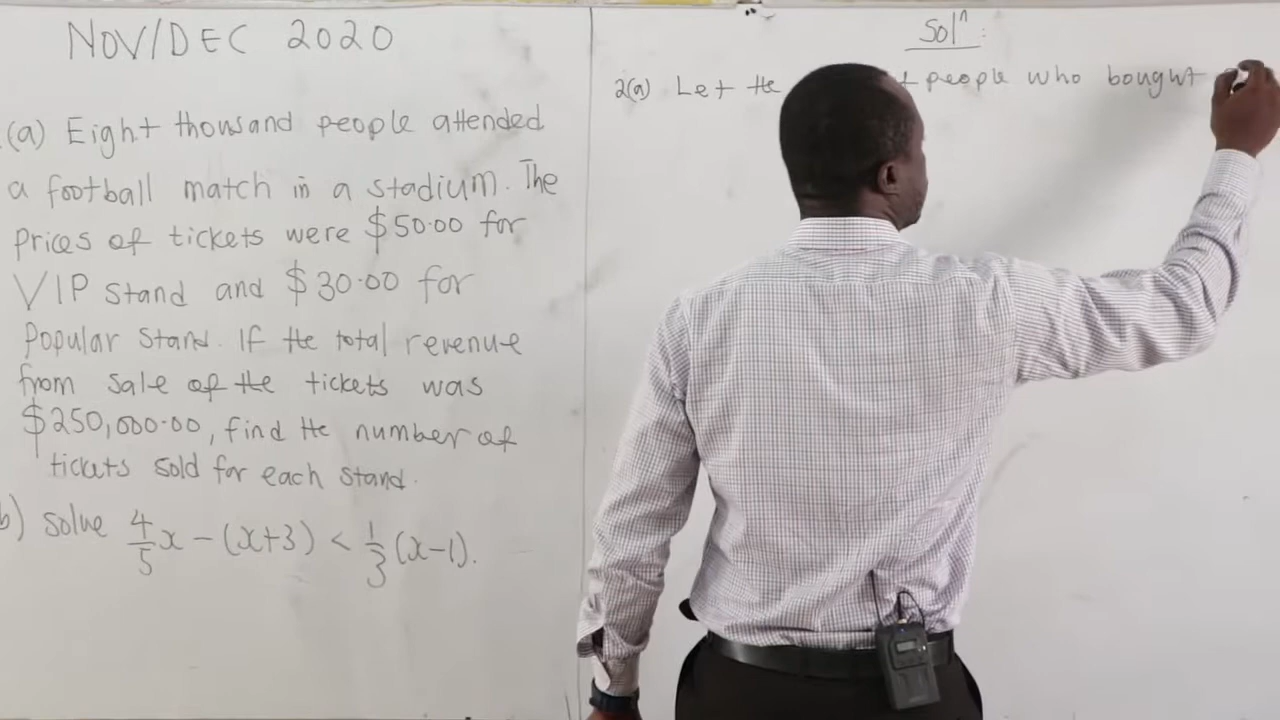 NOV/DEC 2020
(a) Eight thousand people attended
a football match in a stadium. The
prices of tickets were $50.00 for
VIP stand and $30.00 for
Popular Stand. If the total revenue
from sale of the tickets was
$250,000.00, find the number of
tickets sold for each stand.
b) solve 4/5 x - (x+3) < 1/3 (x-1).
Solⁿ:
2(a) Let the people who bought